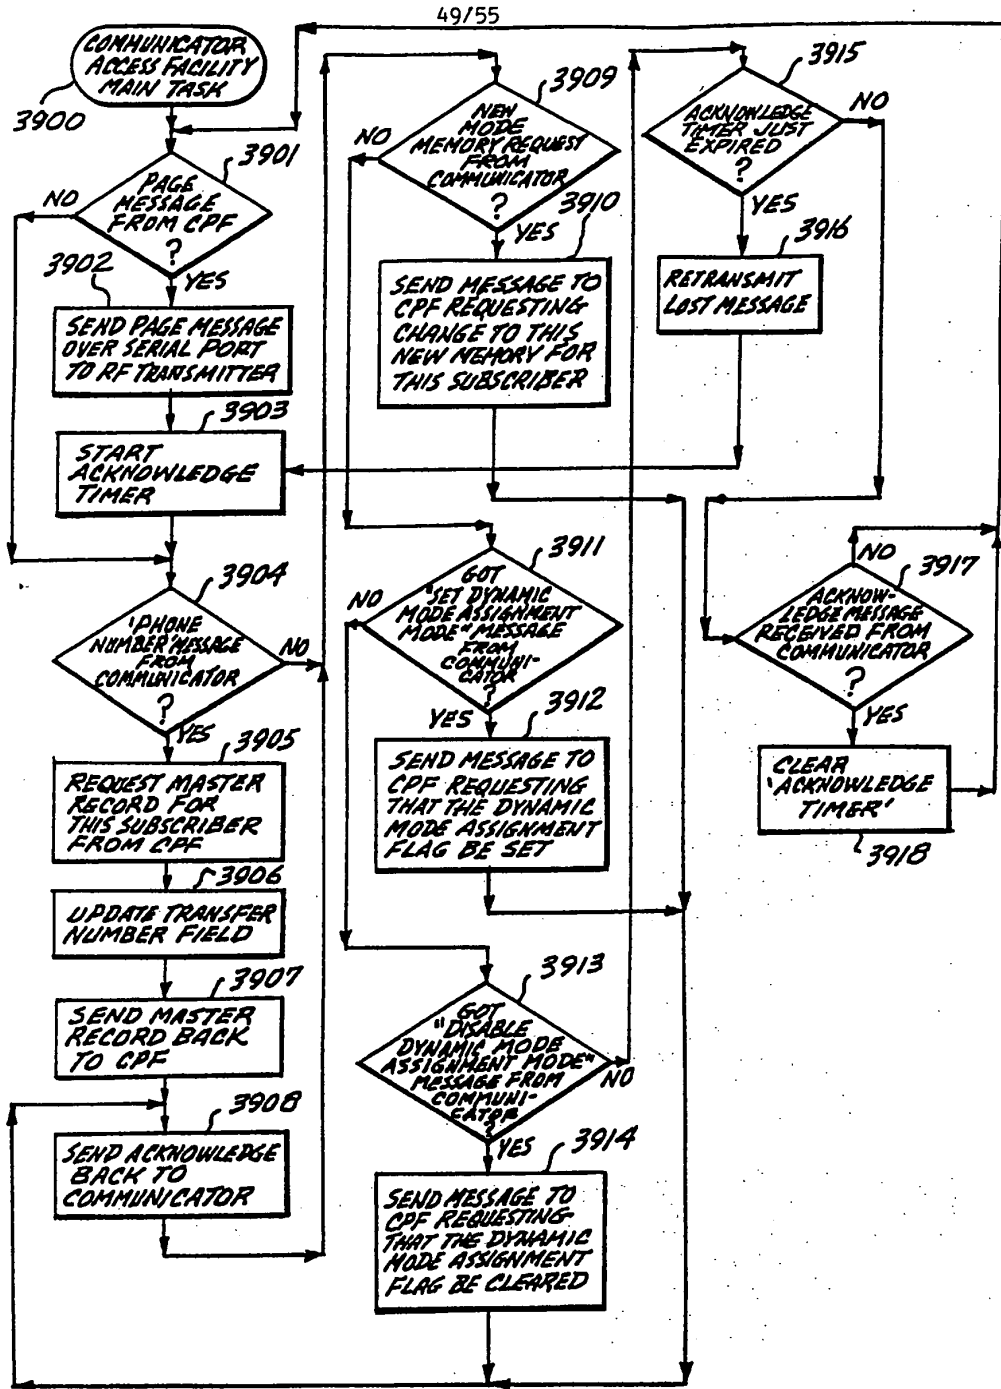 49/55
COMMUNICATOR
ACCESS FACILITY
MAIN TASK
3900
3901
PAGE
MESSAGE
FROM CPF
?
NO
YES
3902
SEND PAGE MESSAGE
OVER SERIAL PORT
TO RF TRANSMITTER
3903
START
ACKNOWLEDGE
TIMER
3904
'PHONE
NUMBER' MESSAGE
FROM
COMMUNICATOR
?
NO
YES
3905
REQUEST MASTER
RECORD FOR
THIS SUBSCRIBER
FROM CPF
3906
UPDATE TRANSFER
NUMBER FIELD
3907
SEND MASTER
RECORD BACK
TO CPF
3908
SEND ACKNOWLEDGE
BACK TO
COMMUNICATOR
3909
NEW
MODE
MEMORY REQUEST
FROM
COMMUNICATOR
?
NO
YES
3910
SEND MESSAGE TO
CPF REQUESTING
CHANGE TO THIS
NEW MEMORY FOR
THIS SUBSCRIBER
3911
GOT
"SET DYNAMIC
MODE ASSIGNMENT
MODE" MESSAGE
FROM
COMMUNI-
CATOR
?
NO
YES
3912
SEND MESSAGE TO
CPF REQUESTING
THAT THE DYNAMIC
MODE ASSIGNMENT
FLAG BE SET
3913
GOT
"DISABLE
DYNAMIC MODE
ASSIGNMENT MODE"
MESSAGE FROM
COMMUNI-
CATOR
?
NO
YES
3914
SEND MESSAGE TO
CPF REQUESTING
THAT THE DYNAMIC
MODE ASSIGNMENT
FLAG BE CLEARED
3915
ACKNOWLEDGE
TIMER JUST
EXPIRED
?
NO
YES
3916
RETRANSMIT
LAST MESSAGE
3917
ACKNOW-
LEDGE MESSAGE
RECEIVED FROM
COMMUNICATOR
?
NO
YES
CLEAR
'ACKNOWLEDGE
TIMER'
3918